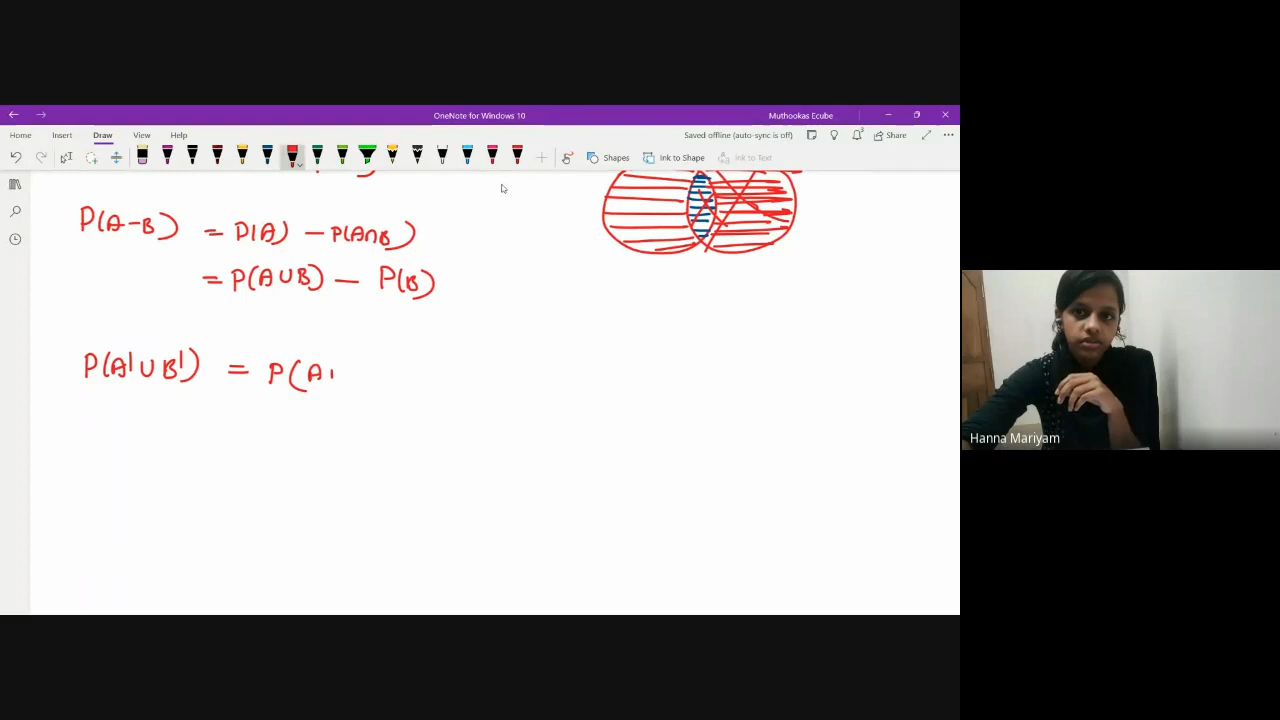 OneNote for Windows 10
Muthookas Ecube
Home Insert Draw View Help
Saved offline (auto-sync is off)
Share
Shapes
Ink to Shape
Ink to Text
P(A-B) = P(A) - P(A∩B)
= P(A∪B) - P(B)
P(A'∪B') = P(A
Hanna Mariyam